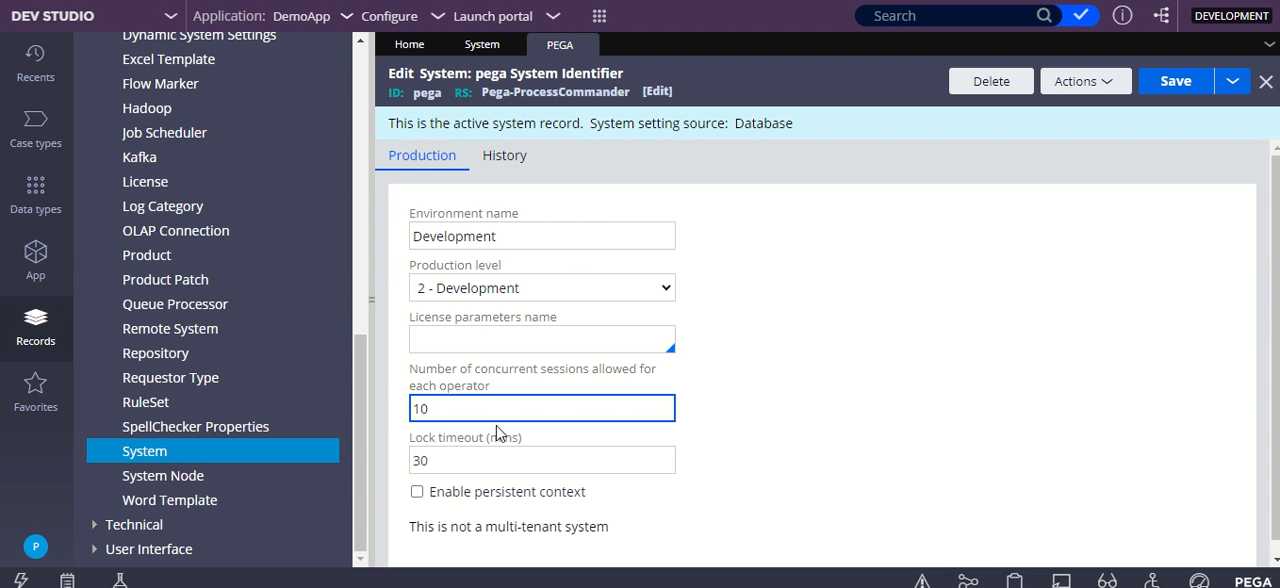 DEV STUDIO Application: DemoApp Configure Launch portal Search DEVELOPMENT
Recents
Case types
Data types
App
Records
Favorites
P
Dynamic System Settings
Excel Template
Flow Marker
Hadoop
Job Scheduler
Kafka
License
Log Category
OLAP Connection
Product
Product Patch
Queue Processor
Remote System
Repository
Requestor Type
RuleSet
SpellChecker Properties
System
System Node
Word Template
Technical
User Interface
Home System PEGA
Edit System: pega System Identifier
ID: pega RS: Pega-ProcessCommander [Edit]
Delete Actions Save
This is the active system record. System setting source: Database
Production History
Environment name
Development
Production level
2 - Development
License parameters name
Number of concurrent sessions allowed for
each operator
10
Lock timeout (mins)
30
Enable persistent context
This is not a multi-tenant system
PEGA